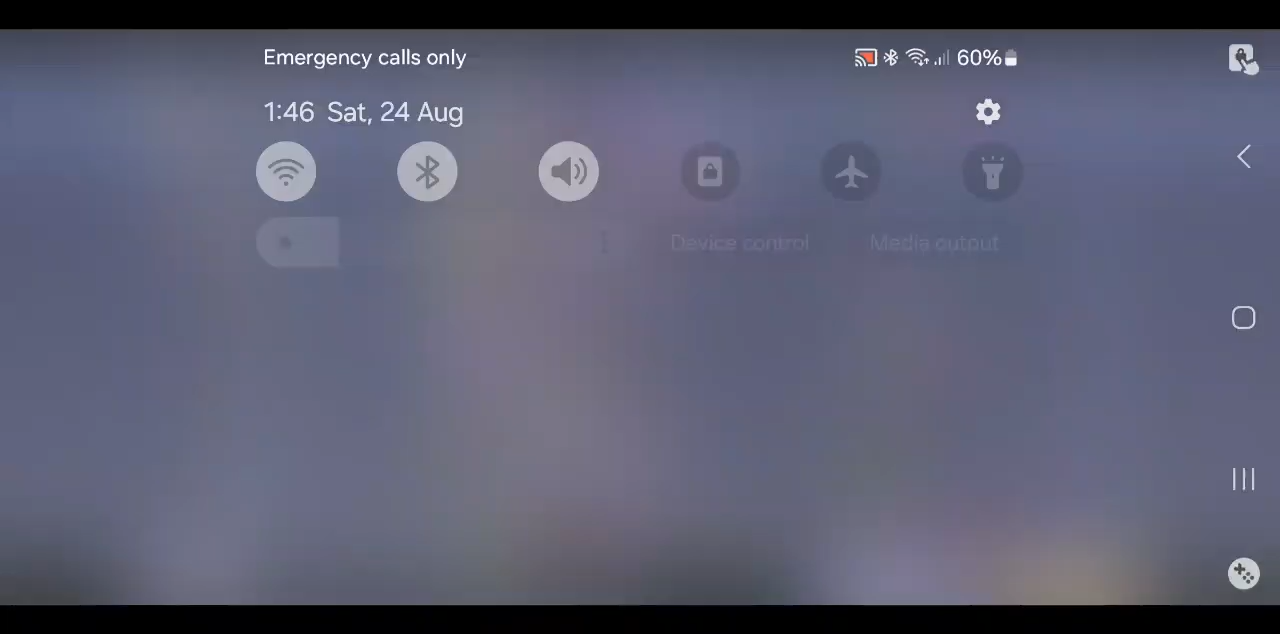 Emergency calls only
60%
1:46 Sat, 24 Aug
Device control Media output